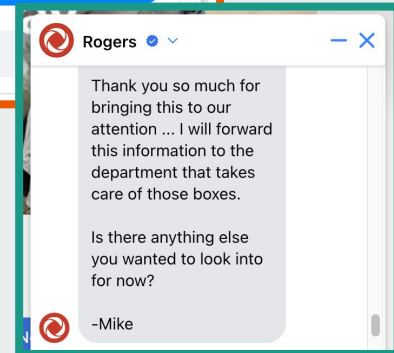 Rogers
Thank you so much for
bringing this to our
attention ... I will forward
this information to the
department that takes
care of those boxes.
Is there anything else
you wanted to look into
for now?
-Mike